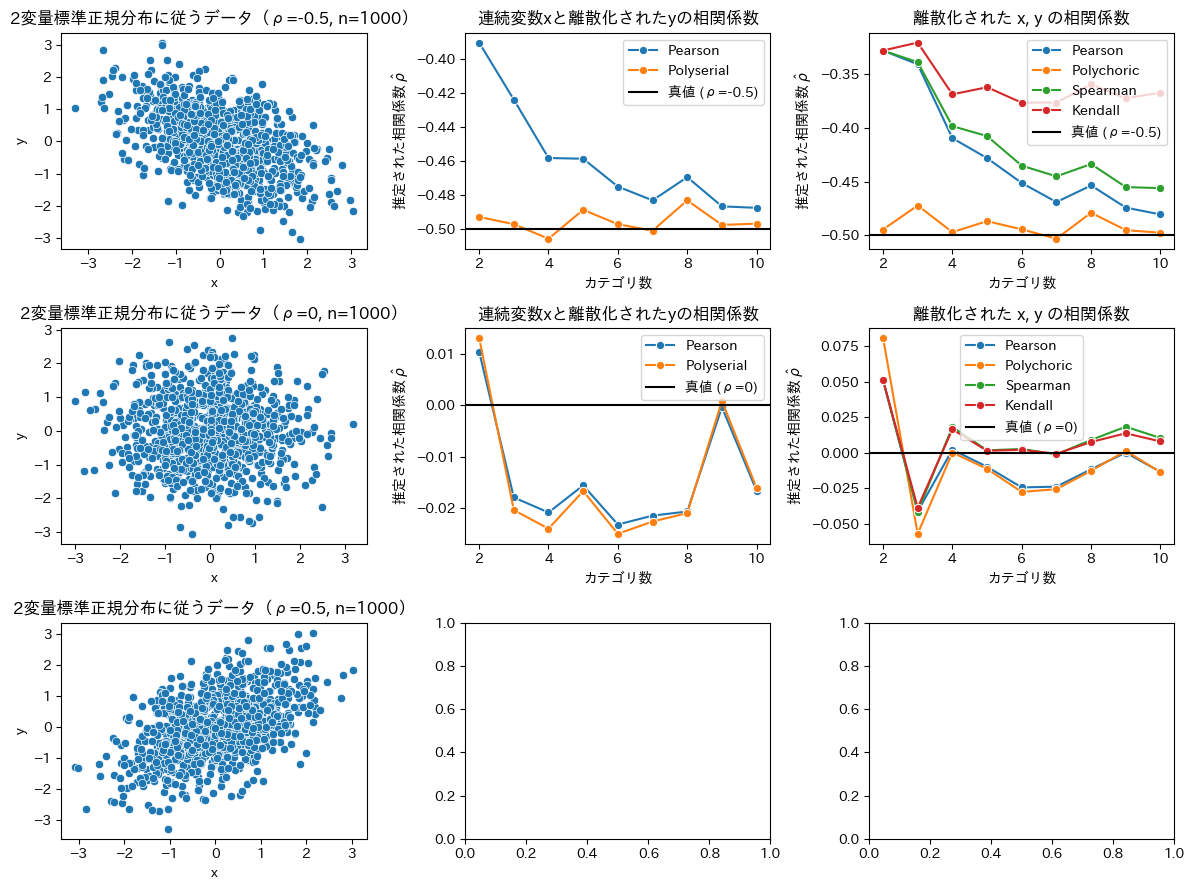 2変量標準正規分布に従うデータ（ρ=-0.5, n=1000）
3
2
1
0
−1
−2
−3
y
−3
−2
−1
0
1
2
3
x
連続変数xと離散化されたyの相関係数
−0.40
−0.42
−0.44
−0.46
−0.48
−0.50
推定された相関係数 ρ̂
Pearson
Polyserial
真値 (ρ=-0.5)
2
4
6
8
10
カテゴリ数
離散化された x, y の相関係数
−0.35
−0.40
−0.45
−0.50
推定された相関係数 ρ̂
Pearson
Polychoric
Spearman
Kendall
真値 (ρ=-0.5)
2
4
6
8
10
カテゴリ数
2変量標準正規分布に従うデータ（ρ=0, n=1000）
3
2
1
0
−1
−2
−3
y
−3
−2
−1
0
1
2
3
x
連続変数xと離散化されたyの相関係数
0.01
0.00
−0.01
−0.02
推定された相関係数 ρ̂
Pearson
Polyserial
真値 (ρ=0)
2
4
6
8
10
カテゴリ数
離散化された x, y の相関係数
0.075
0.050
0.025
0.000
−0.025
−0.050
推定された相関係数 ρ̂
Pearson
Polychoric
Spearman
Kendall
真値 (ρ=0)
2
4
6
8
10
カテゴリ数
2変量標準正規分布に従うデータ（ρ=0.5, n=1000）
3
2
1
0
−1
−2
−3
y
−3
−2
−1
0
1
2
3
x
1.0
0.8
0.6
0.4
0.2
0.0
0.0
0.2
0.4
0.6
0.8
1.0
1.0
0.8
0.6
0.4
0.2
0.0
0.0
0.2
0.4
0.6
0.8
1.0